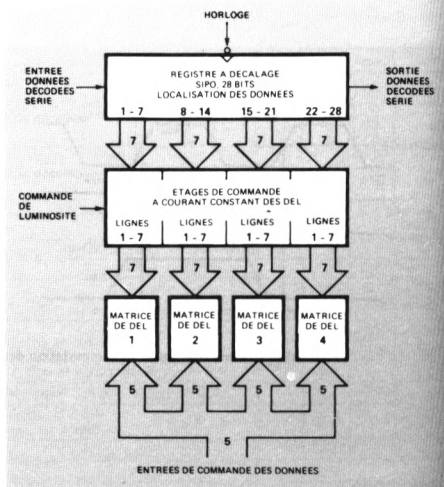 HORLOGE
ENTREE
DONNEES
DECODEES
SERIE
REGISTRE A DECALAGE
SIPO, 28 BITS
LOCALISATION DES DONNEES
1 - 7 8 - 14 15 - 21 22 - 28
SORTIE
DONNEES
DECODEES
SERIE
7 7 7 7
COMMANDE
DE
LUMINOSITE
ETAGES DE COMMANDE
A COURANT CONSTANT DES DEL
LIGNES LIGNES LIGNES LIGNES
1 - 7 1 - 7 1 - 7 1 - 7
7 7 7 7
MATRICE MATRICE MATRICE MATRICE
DE DEL DE DEL DE DEL DE DEL
1 2 3 4
5 5 5 5
5
ENTREES DE COMMANDE DES DONNEES